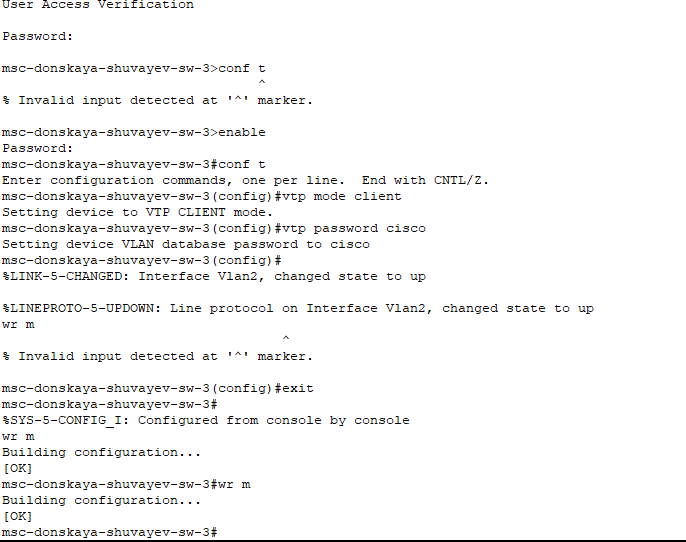 User Access Verification
Password:
msc-donskaya-shuvayev-sw-3>conf t
^
% Invalid input detected at '^' marker.
msc-donskaya-shuvayev-sw-3>enable
Password:
msc-donskaya-shuvayev-sw-3#conf t
Enter configuration commands, one per line.  End with CNTL/Z.
msc-donskaya-shuvayev-sw-3(config)#vtp mode client
Setting device to VTP CLIENT mode.
msc-donskaya-shuvayev-sw-3(config)#vtp password cisco
Setting device VLAN database password to cisco
msc-donskaya-shuvayev-sw-3(config)#
%LINK-5-CHANGED: Interface Vlan2, changed state to up
%LINEPROTO-5-UPDOWN: Line protocol on Interface Vlan2, changed state to up
wr m
^
% Invalid input detected at '^' marker.
msc-donskaya-shuvayev-sw-3(config)#exit
msc-donskaya-shuvayev-sw-3#
%SYS-5-CONFIG_I: Configured from console by console
wr m
Building configuration...
[OK]
msc-donskaya-shuvayev-sw-3#wr m
Building configuration...
[OK]
msc-donskaya-shuvayev-sw-3#